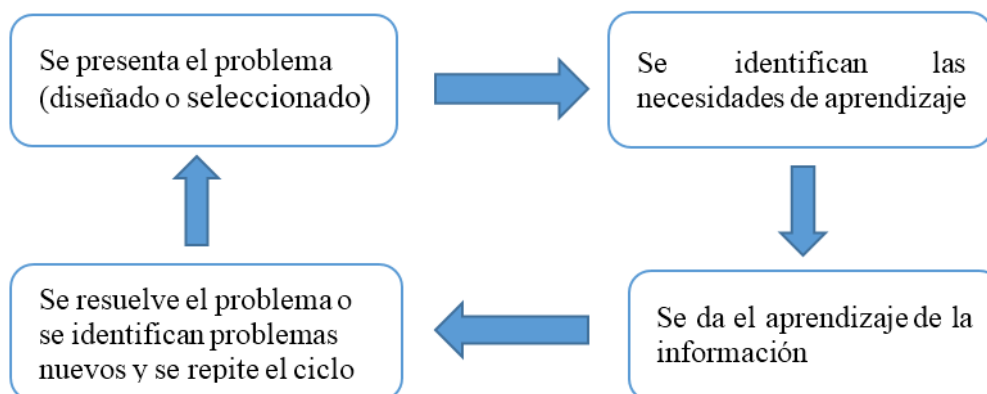 Se presenta el problema
(diseñado o seleccionado)
Se identifican las
necesidades de aprendizaje
Se da el aprendizaje de la
información
Se resuelve el problema o
se identifican problemas
nuevos y se repite el ciclo